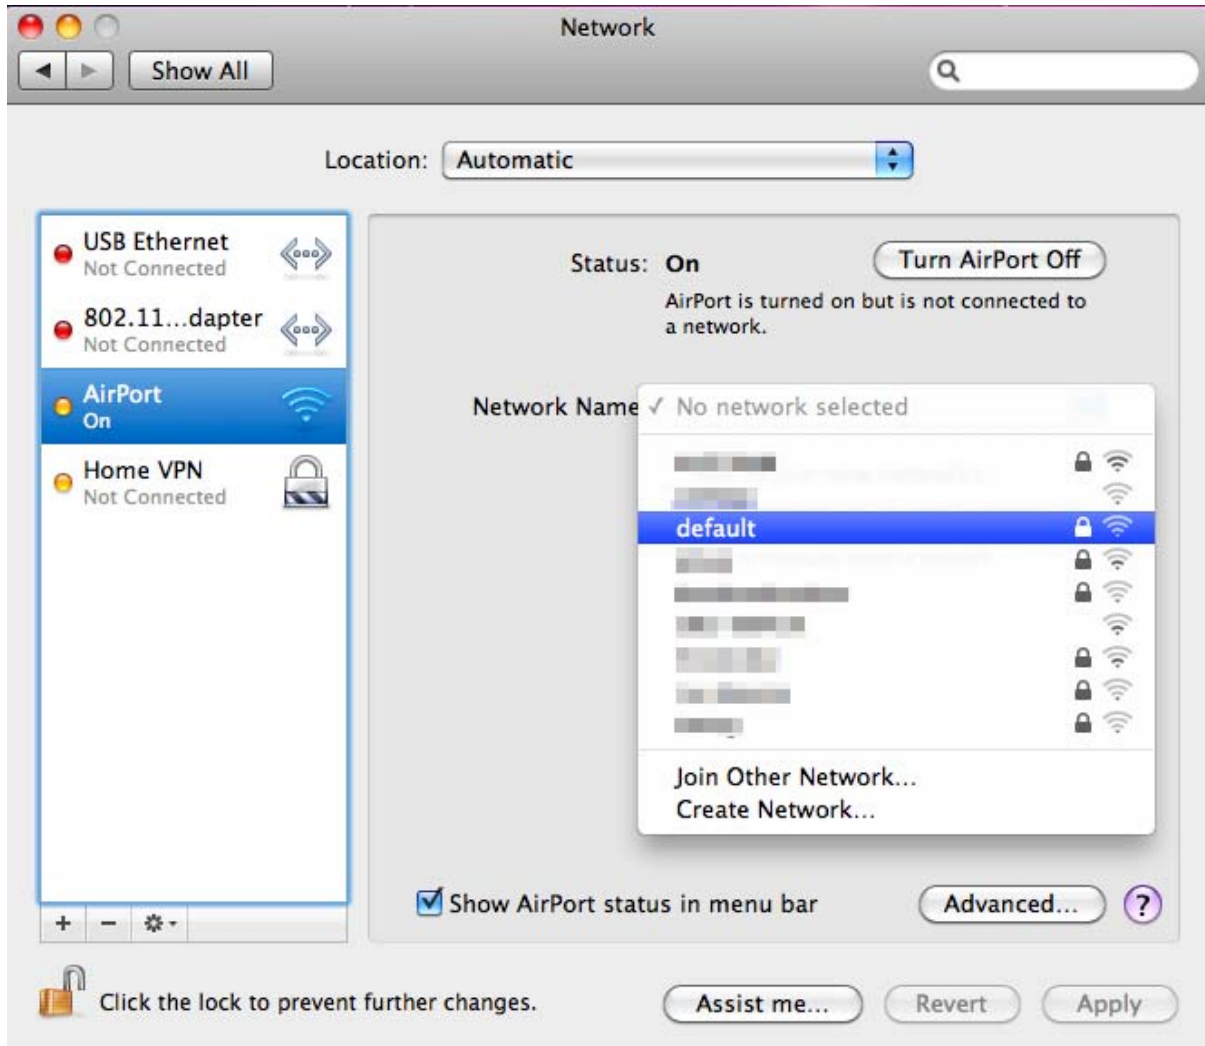 Network
Show All
Location: Automatic
USB Ethernet
Not Connected
802.11...dapter
Not Connected
AirPort
On
Home VPN
Not Connected
Status: On
Turn AirPort Off
AirPort is turned on but is not connected to
a network.
Network Name
✓ No network selected
default
Join Other Network...
Create Network...
Show AirPort status in menu bar
Advanced...
?
Click the lock to prevent further changes.
Assist me...
Revert
Apply